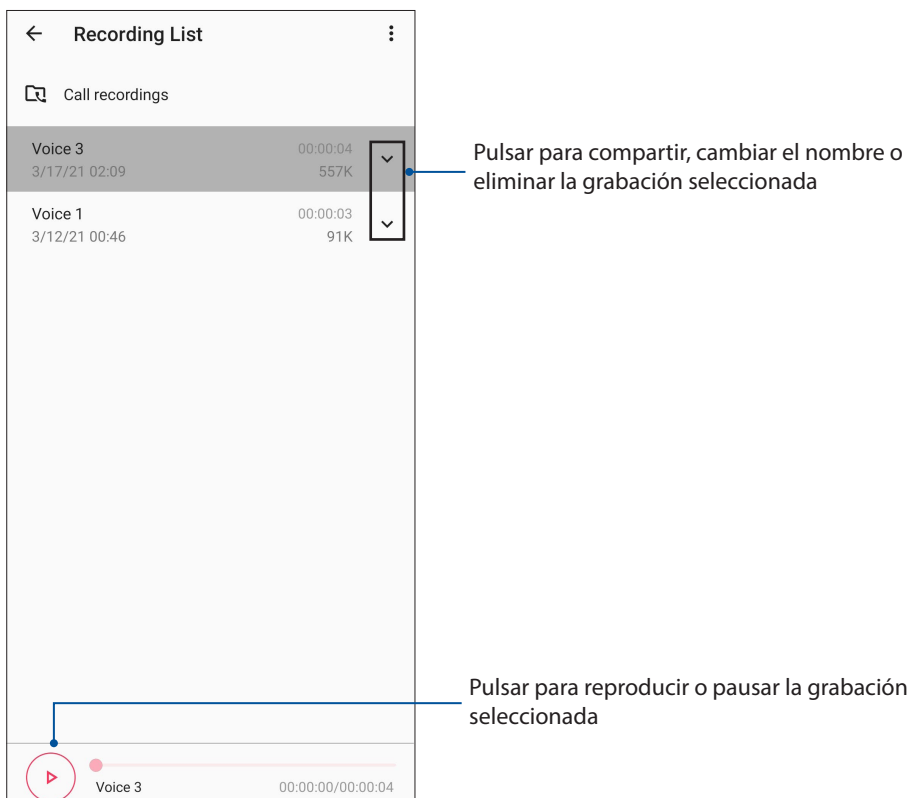 Recording List
Call recordings
Voice 3 00:00:04
3/17/21 02:09 557K
Pulsar para compartir, cambiar el nombre o
eliminar la grabación seleccionada
Voice 1 00:00:03
3/12/21 00:46 91K
Pulsar para reproducir o pausar la grabación
seleccionada
Voice 3 00:00:00/00:00:04